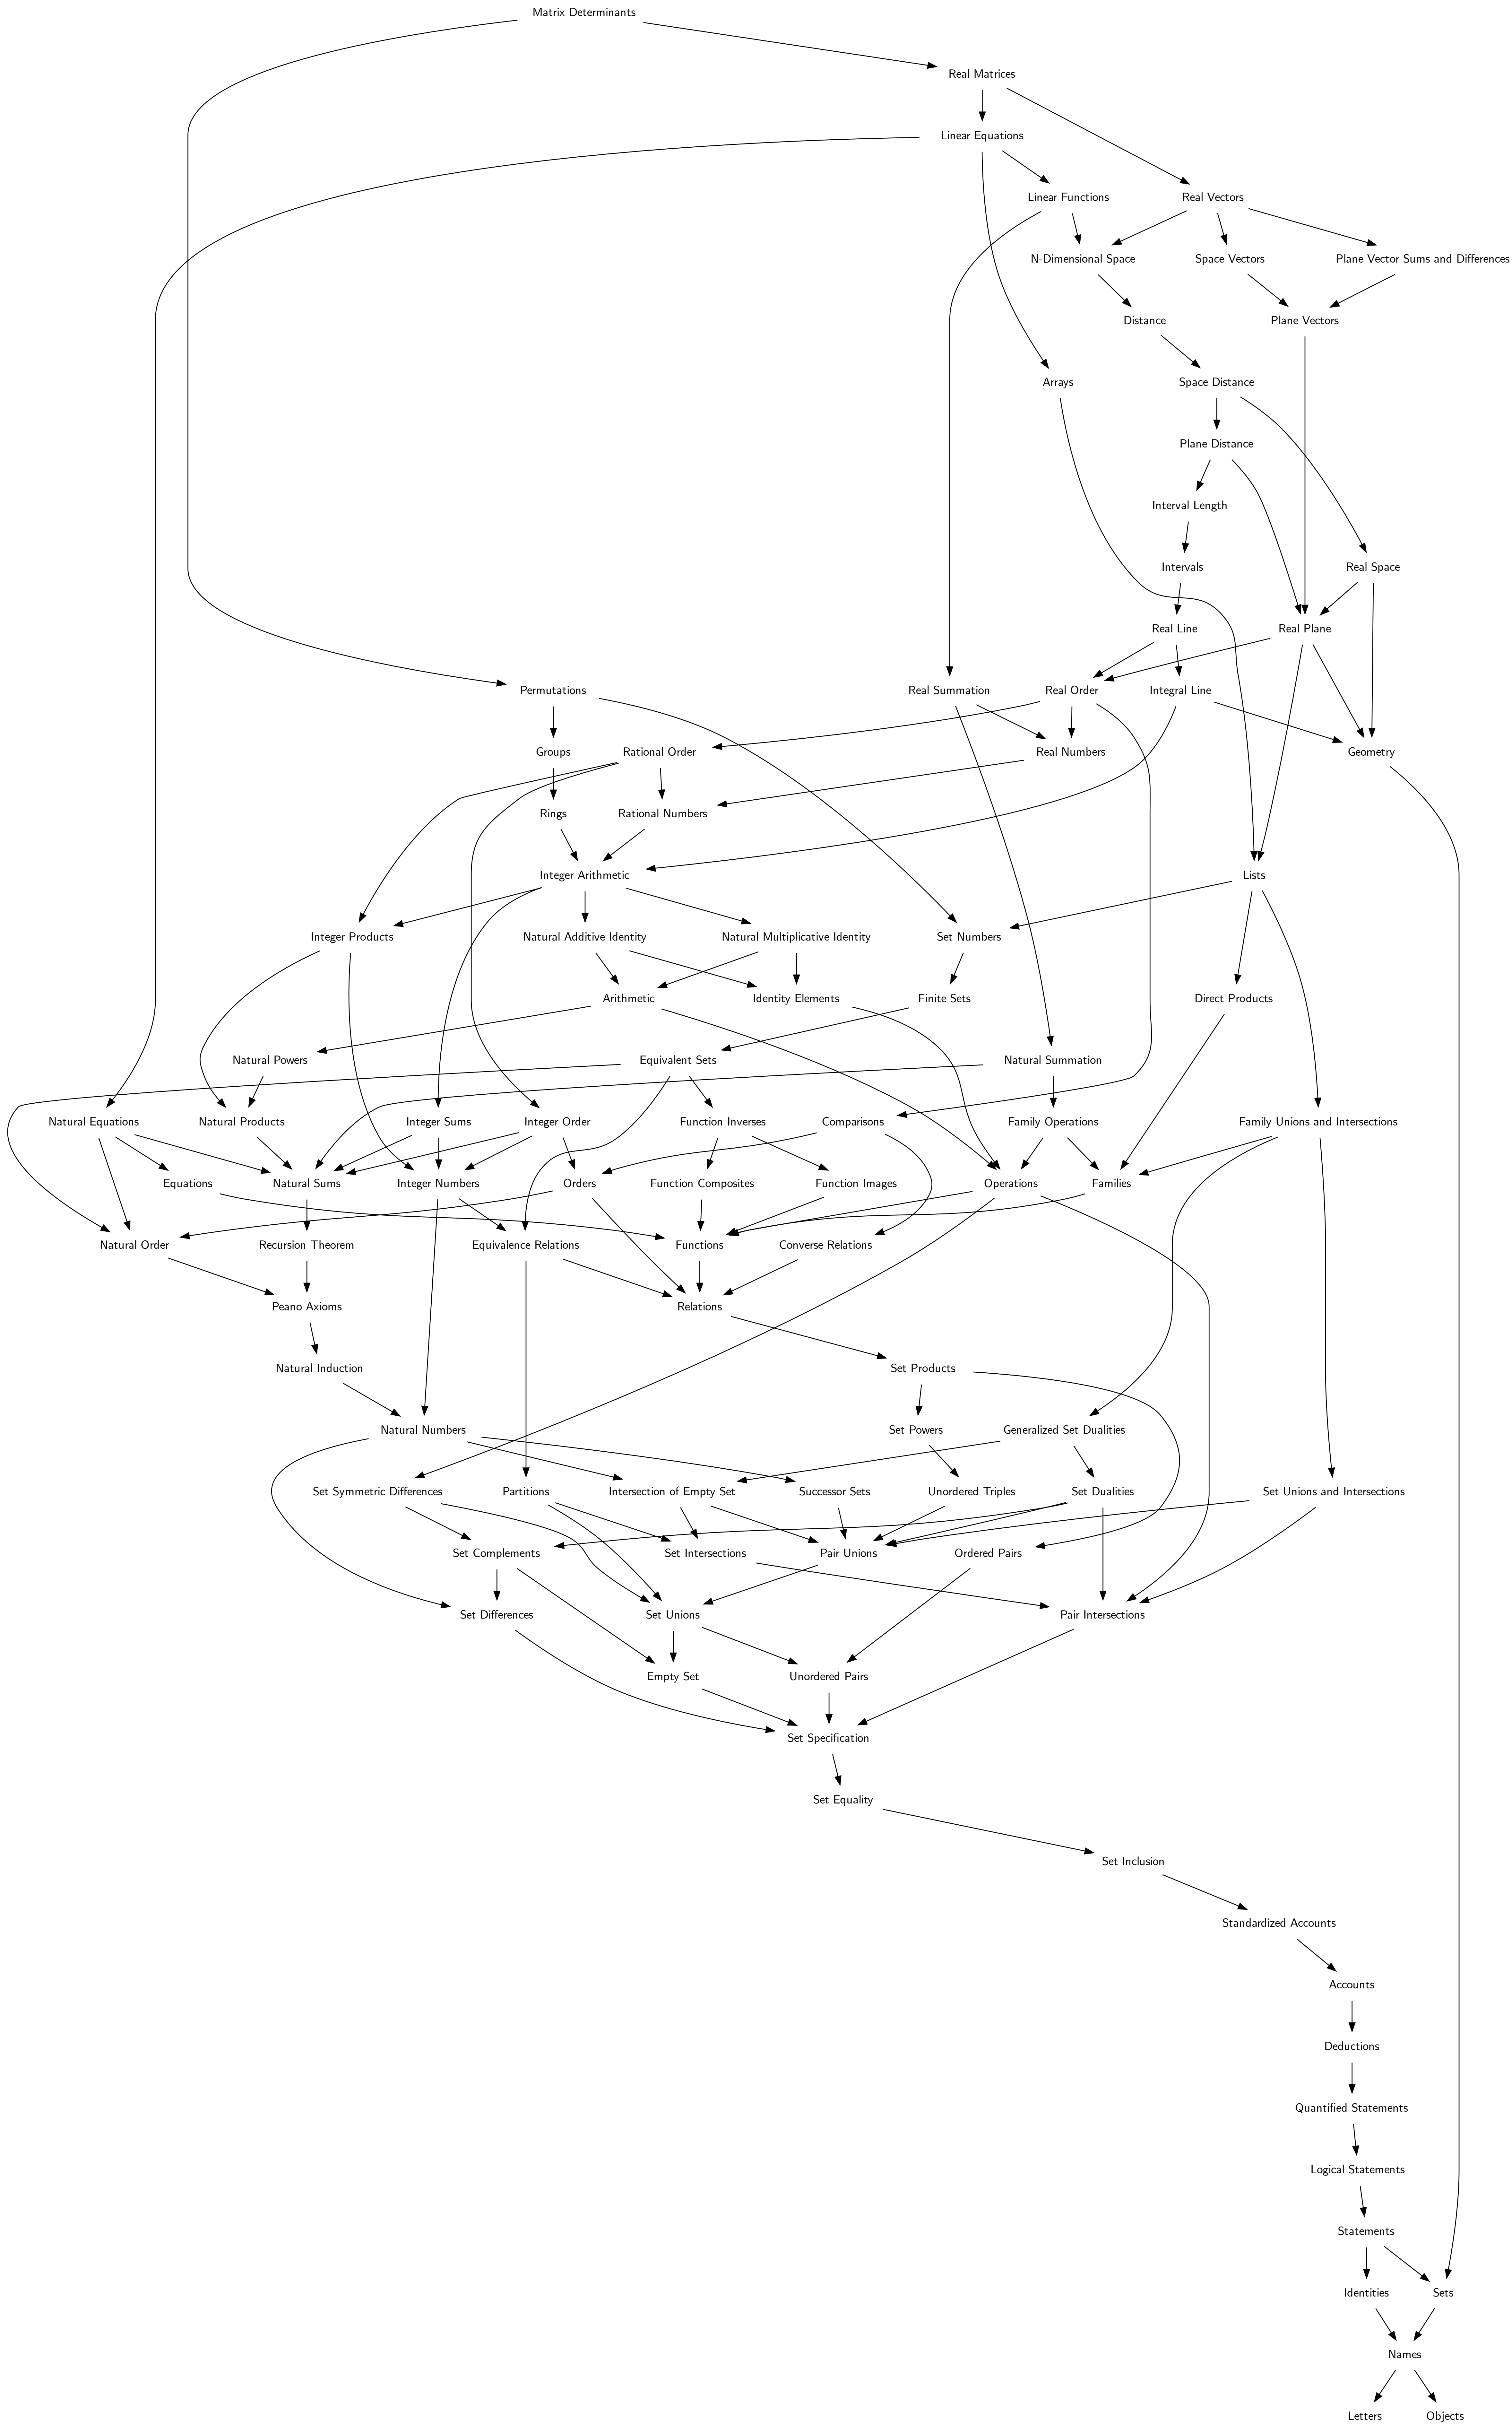 Matrix Determinants
Real Matrices
Linear Equations
Linear Functions
Real Vectors
N-Dimensional Space
Space Vectors
Plane Vector Sums and Differences
Distance
Plane Vectors
Arrays
Space Distance
Plane Distance
Interval Length
Intervals
Real Space
Real Line
Real Plane
Permutations
Real Summation
Real Order
Integral Line
Groups
Rational Order
Real Numbers
Geometry
Rings
Rational Numbers
Integer Arithmetic
Lists
Integer Products
Natural Additive Identity
Natural Multiplicative Identity
Set Numbers
Arithmetic
Identity Elements
Finite Sets
Direct Products
Natural Powers
Equivalent Sets
Natural Summation
Natural Equations
Natural Products
Integer Sums
Integer Order
Function Inverses
Comparisons
Family Operations
Family Unions and Intersections
Equations
Natural Sums
Integer Numbers
Orders
Function Composites
Function Images
Operations
Families
Natural Order
Recursion Theorem
Equivalence Relations
Functions
Converse Relations
Peano Axioms
Relations
Natural Induction
Set Products
Natural Numbers
Set Powers
Generalized Set Dualities
Set Symmetric Differences
Partitions
Intersection of Empty Set
Successor Sets
Unordered Triples
Set Dualities
Set Unions and Intersections
Set Complements
Set Intersections
Pair Unions
Ordered Pairs
Set Differences
Set Unions
Pair Intersections
Empty Set
Unordered Pairs
Set Specification
Set Equality
Set Inclusion
Standardized Accounts
Accounts
Deductions
Quantified Statements
Logical Statements
Statements
Identities
Sets
Names
Letters
Objects